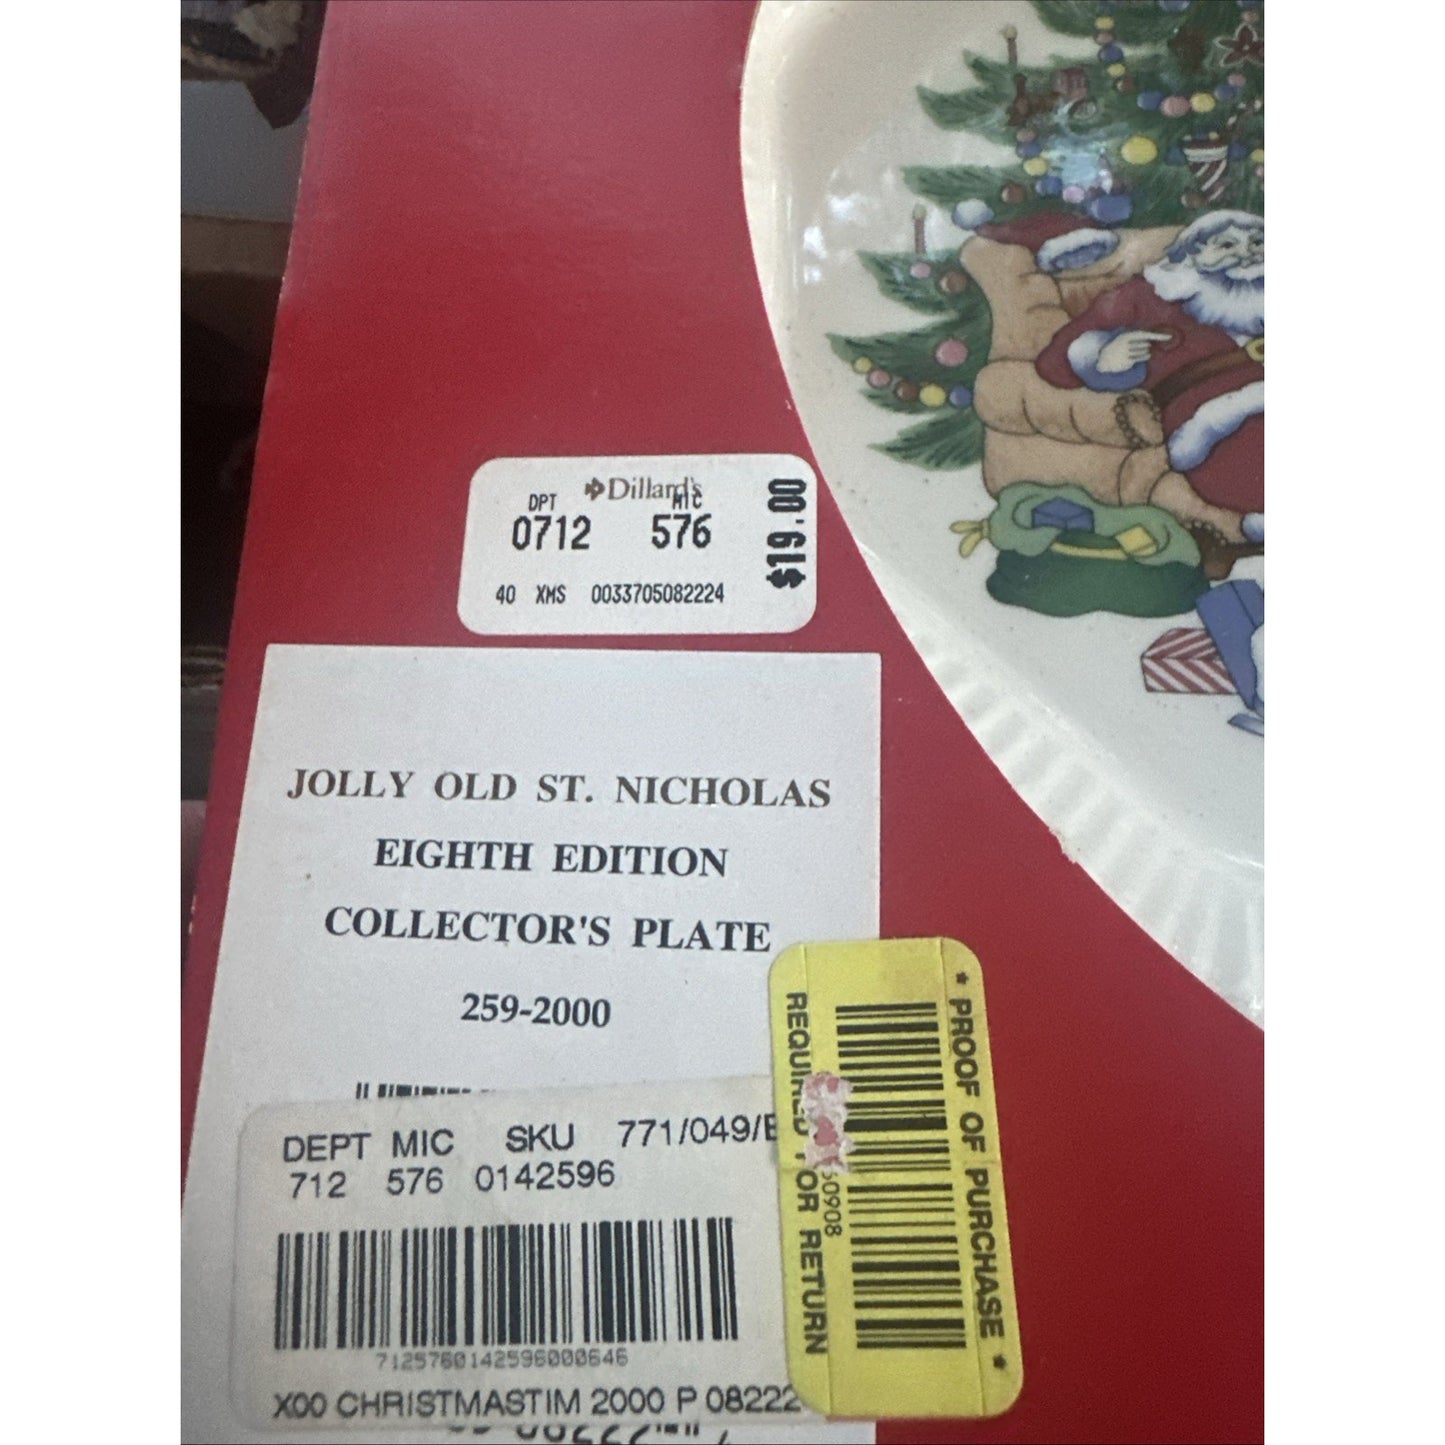 Dillard's
DPT MIC
0712 576
$19.00
40 XMS 0033705082224
JOLLY OLD ST. NICHOLAS
EIGHTH EDITION
COLLECTOR'S PLATE
259-2000
DEPT MIC SKU 771/049/
712 576 0142596
7125760142596000646
X00 CHRISTMASTIM 2000 P 08222
* PROOF OF PURCHASE *
REQUIRED FOR RETURN
60908